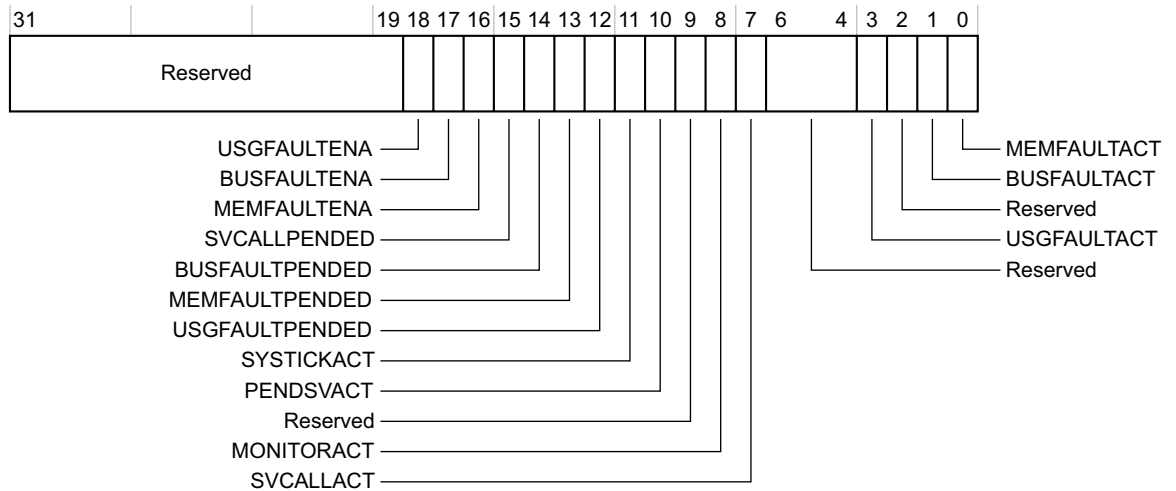 31 19 18 17 16 15 14 13 12 11 10 9 8 7 6 4 3 2 1 0
Reserved
USGFAULTENA MEMFAULTACT
BUSFAULTENA BUSFAULTACT
MEMFAULTENA Reserved
SVCALLPENDED USGFAULTACT
BUSFAULTPENDED Reserved
MEMFAULTPENDED
USGFAULTPENDED
SYSTICKACT
PENDSVACT
Reserved
MONITORACT
SVCALLACT